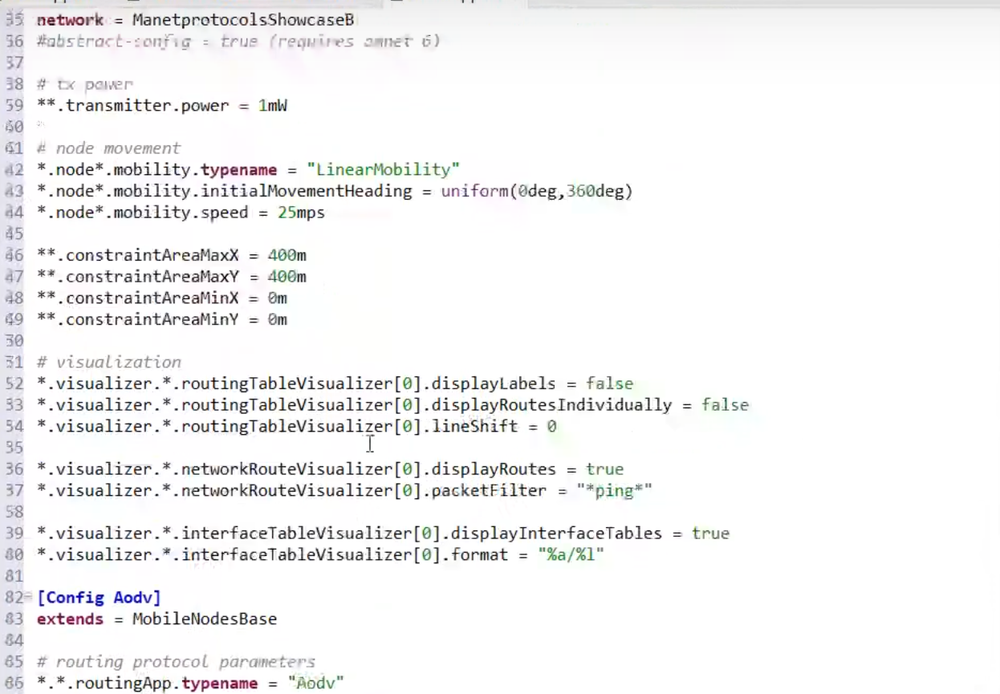 35 network = ManetprotocolsShowcaseB
36 #abstract-config = true (requires omnet 6)
37
38 # tx power
59 **.transmitter.power = 1mW
60
61 # node movement
42 *.node*.mobility.typename = "LinearMobility"
43 *.node*.mobility.initialMovementHeading = uniform(0deg,360deg)
44 *.node*.mobility.speed = 25mps
45
46 **.constraintAreaMaxX = 400m
47 **.constraintAreaMaxY = 400m
48 **.constraintAreaMinX = 0m
49 **.constraintAreaMinY = 0m
30
31 # visualization
52 *.visualizer.*.routingTableVisualizer[0].displayLabels = false
33 *.visualizer.*.routingTableVisualizer[0].displayRoutesIndividually = false
54 *.visualizer.*.routingTableVisualizer[0].lineShift = 0
35
36 *.visualizer.*.networkRouteVisualizer[0].displayRoutes = true
37 *.visualizer.*.networkRouteVisualizer[0].packetFilter = "*ping*"
58
39 *.visualizer.*.interfaceTableVisualizer[0].displayInterfaceTables = true
80 *.visualizer.*.interfaceTableVisualizer[0].format = "%a/%l"
81
82 [Config Aodv]
83 extends = MobileNodesBase
84
85 # routing protocol parameters
86 *.*.routingApp.typename = "Aodv"